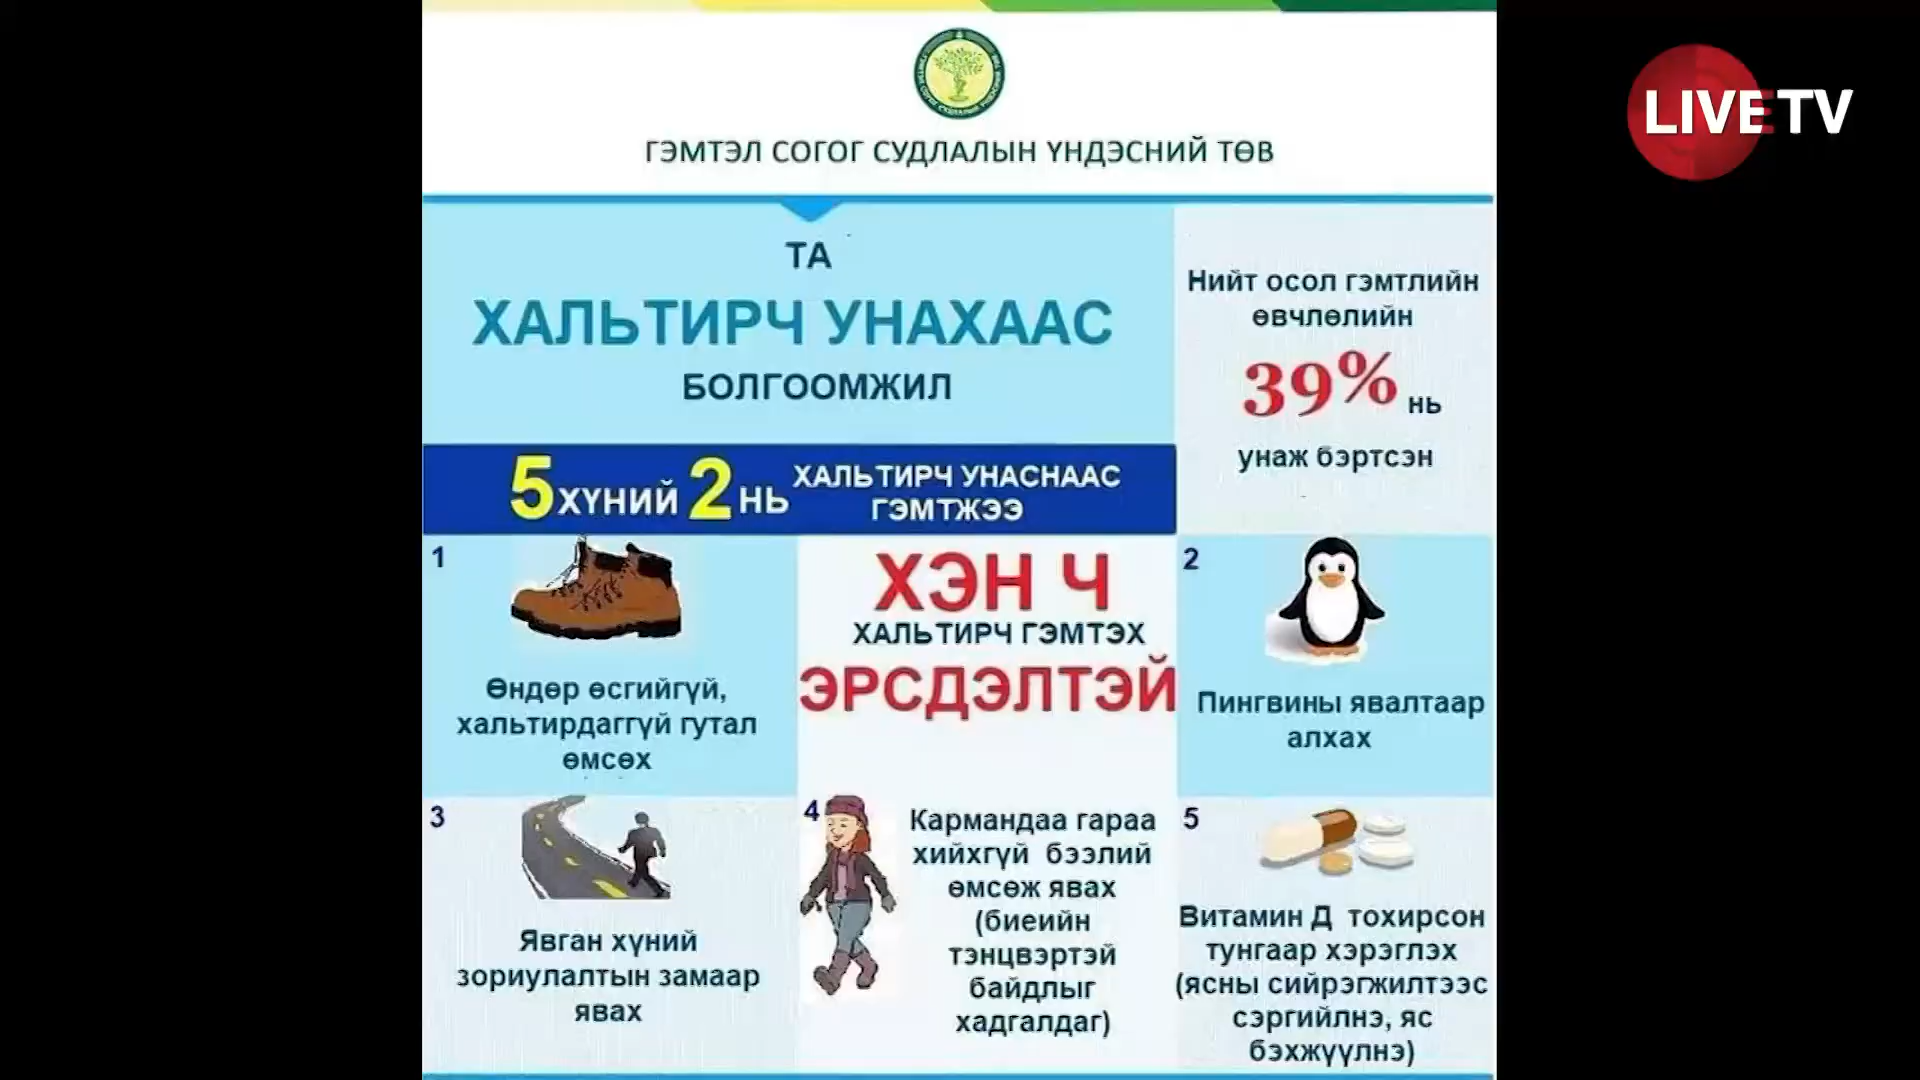 LIVE TV
ГЭМТЭЛ СОГОГ СУДЛАЛЫН ҮНДЭСНИЙ ТӨВ
ТА
ХАЛЬТИРЧ УНАХААС
БОЛГООМЖИЛ
Нийт осол гэмтлийн
өвчлөлийн
39% нь
унаж бэртсэн
5 ХҮНИЙ 2 НЬ ХАЛЬТИРЧ УНАСНААС
ГЭМТЖЭЭ
1
Өндөр өсгийгүй,
хальтирдаггүй гутал
өмсөх
ХЭН Ч
ХАЛЬТИРЧ ГЭМТЭХ
ЭРСДЭЛТЭЙ
2
Пингвины явалтаар
алхах
3
Явган хүний
зориулалтын замаар
явах
4
Кармандаа гараа
хийхгүй бээлий
өмсөж явах
(биеийн
тэнцвэртэй
байдлыг
хадгалдаг)
5
Витамин Д тохирсон
тунгаар хэрэглэх
(ясны сийрэгжилтээс
сэргийлнэ, яс
бэхжүүлнэ)